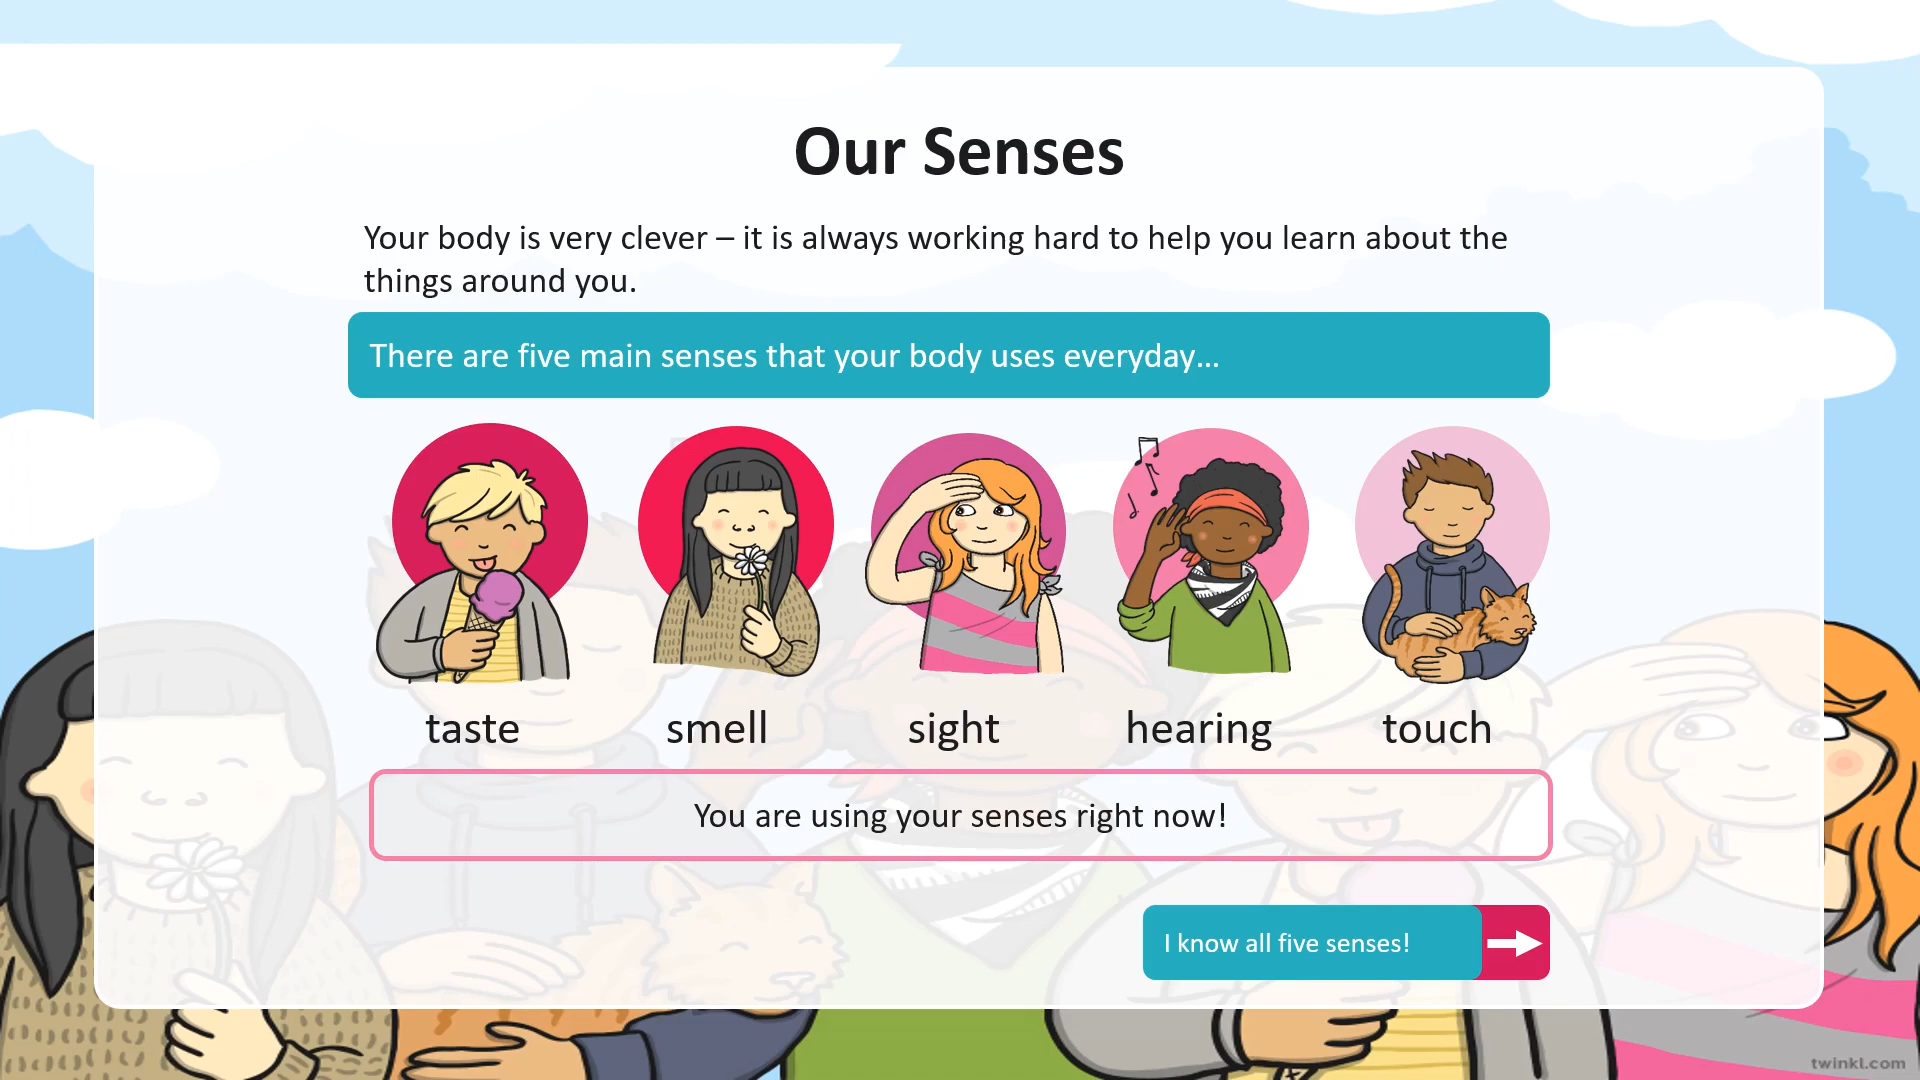 Our Senses
Your body is very clever – it is always working hard to help you learn about the
things around you.
There are five main senses that your body uses everyday...
taste
smell
sight
hearing
touch
You are using your senses right now!
I know all five senses!
twinkl.com